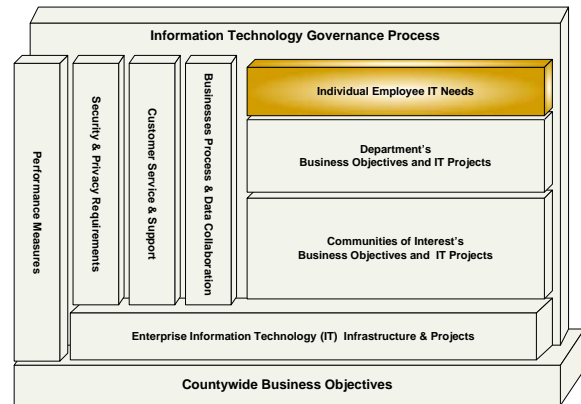 Information Technology Governance Process
Performance Measures
Security & Privacy Requirements
Customer Service & Support
Businesses Process & Data Collaboration
Individual Employee IT Needs
Department's
Business Objectives and IT Projects
Communities of Interest's
Business Objectives and  IT Projects
Enterprise Information Technology (IT)  Infrastructure & Projects
Countywide Business Objectives